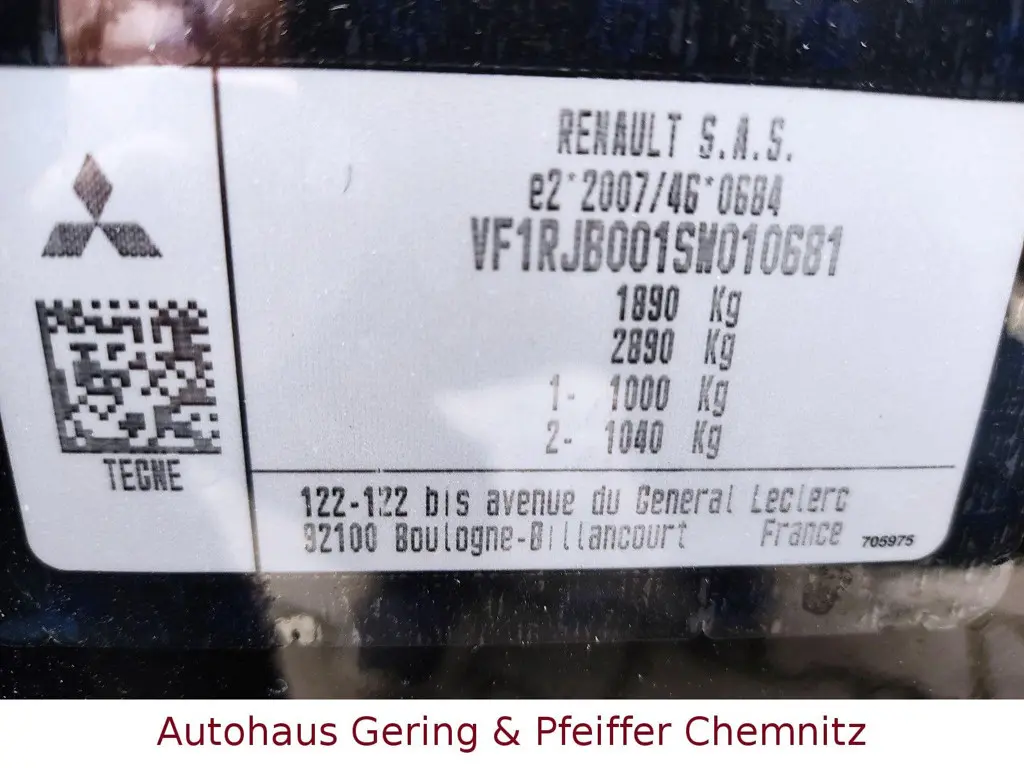 RENAULT S.A.S.
e2*2007/46*0684
VF1RJB001SW010681
1890 Kg
2890 Kg
1- 1000 Kg
2- 1040 Kg
TEGNE
122-122 bis avenue du General Leclerc
92100 Boulogne-Billancourt France 705975
Autohaus Gering & Pfeiffer Chemnitz